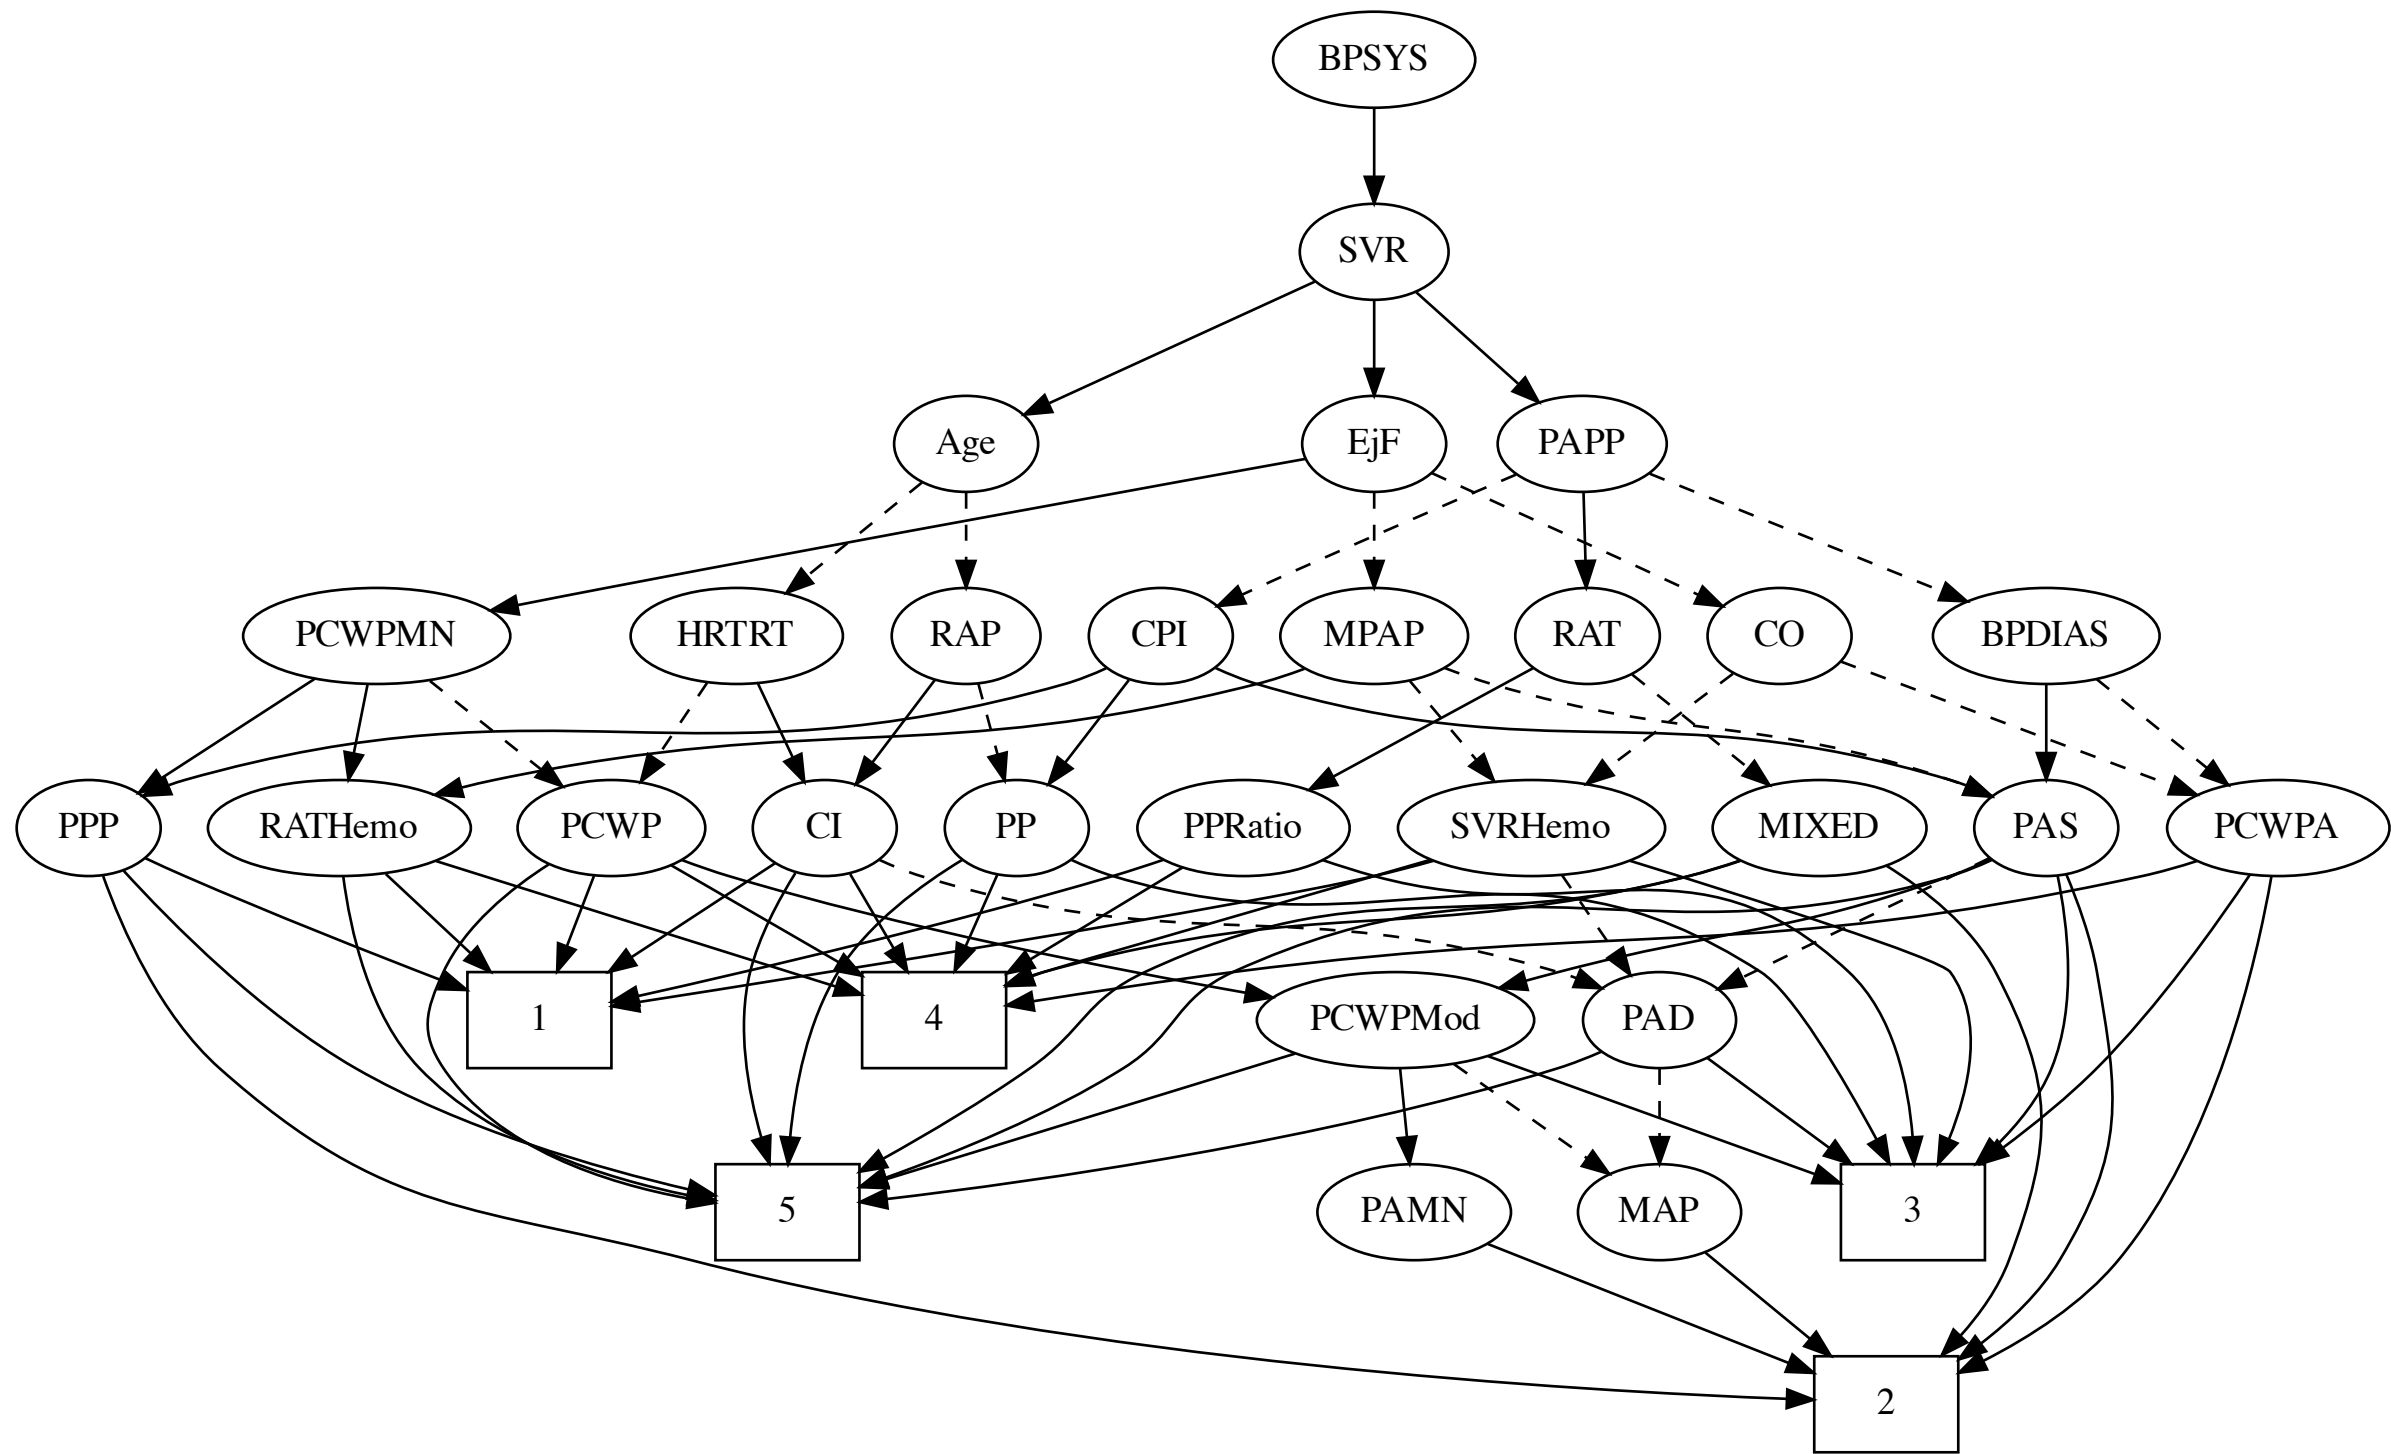 BPSYS
SVR
Age
EjF
PAPP
PCWPMN
HRTRT
RAP
CPI
MPAP
RAT
CO
BPDIAS
PPP
RATHemo
PCWP
CI
PP
PPRatio
SVRHemo
MIXED
PAS
PCWPA
1
4
PCWPMod
PAD
5
PAMN
MAP
3
2